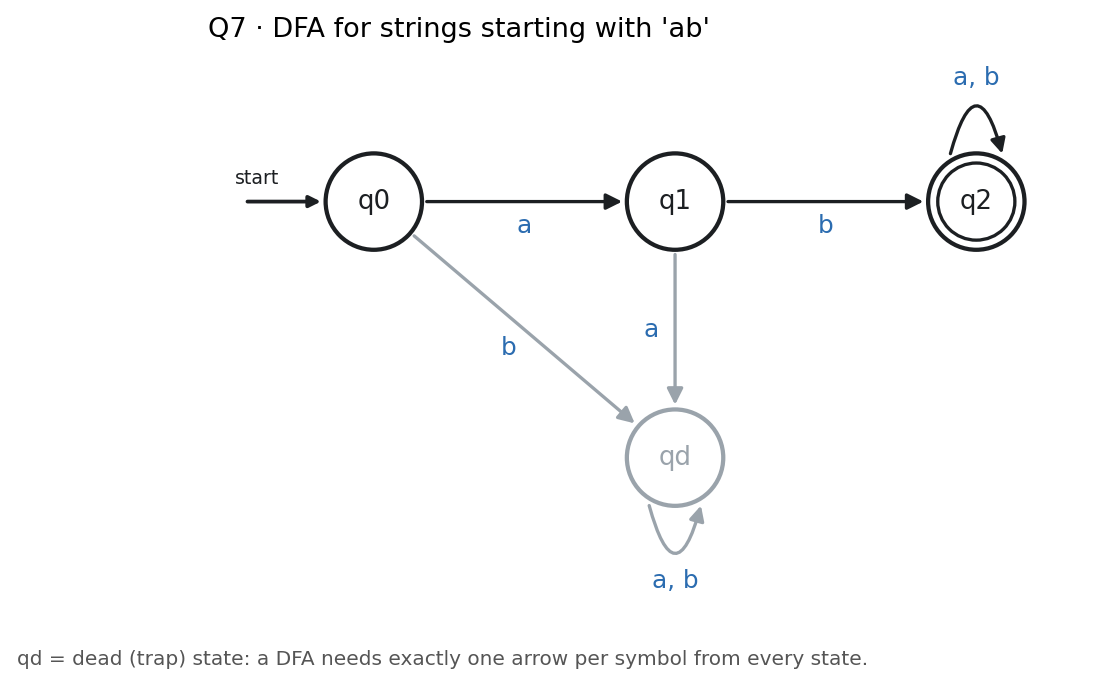 Q7 · DFA for strings starting with 'ab'
a, b
start
q0
q1
q2
a
b
a
b
qd
a, b
qd = dead (trap) state: a DFA needs exactly one arrow per symbol from every state.